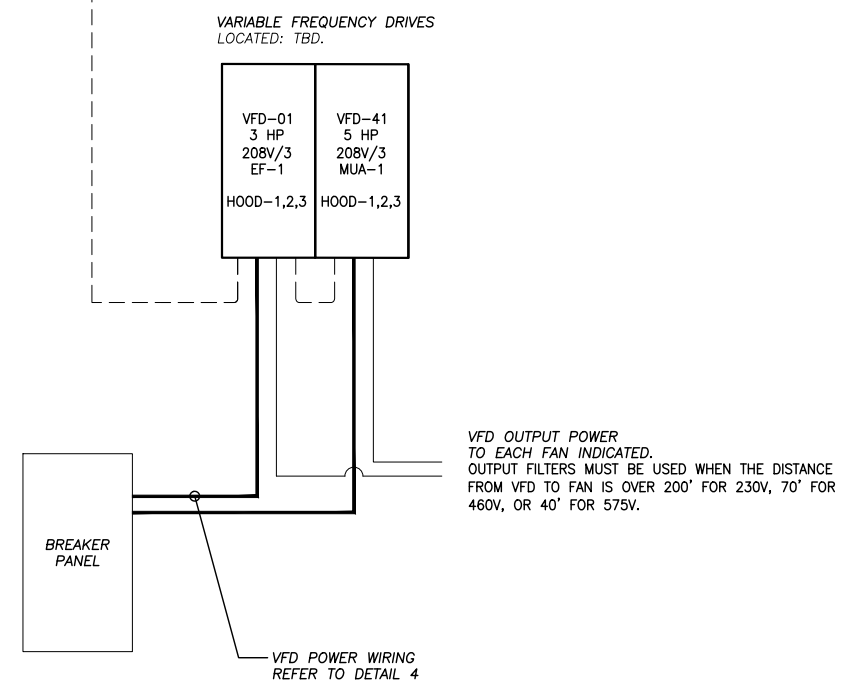 VARIABLE FREQUENCY DRIVES
LOCATED: TBD.
VFD-01
3 HP
208V/3
EF-1
HOOD-1,2,3
VFD-41
5 HP
208V/3
MUA-1
HOOD-1,2,3
VFD OUTPUT POWER
TO EACH FAN INDICATED.
OUTPUT FILTERS MUST BE USED WHEN THE DISTANCE
FROM VFD TO FAN IS OVER 200' FOR 230V, 70' FOR
460V, OR 40' FOR 575V.
BREAKER
PANEL
VFD POWER WIRING
REFER TO DETAIL 4